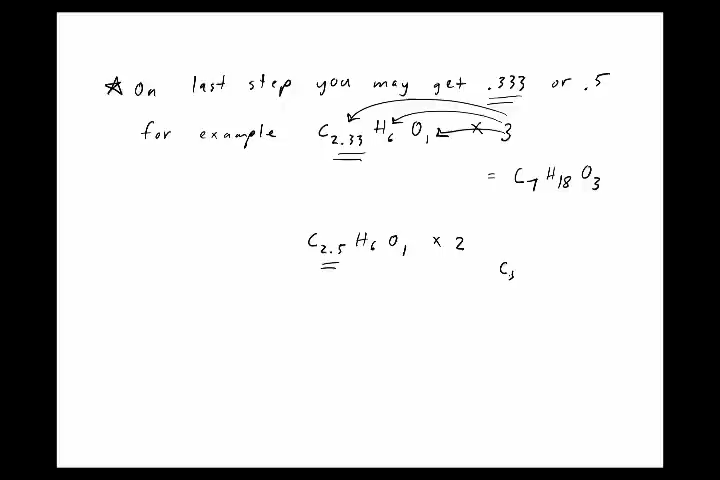 ☆ On last step you may get .333 or .5
for example C2.33 H6 O1 x 3
= C7 H18 O3
C2.5 H6 O1 x 2
C5